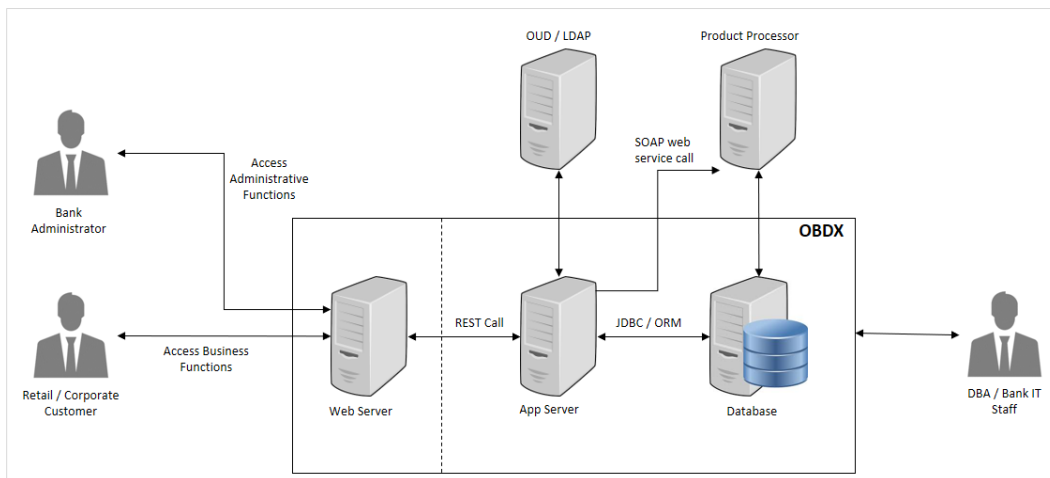 OUD / LDAP
Product Processor
SOAP web
service call
Access
Administrative
Functions
Bank
Administrator
OBDX
REST Call
JDBC / ORM
Access Business
Functions
Retail / Corporate
Customer
Web Server
App Server
Database
DBA / Bank IT
Staff